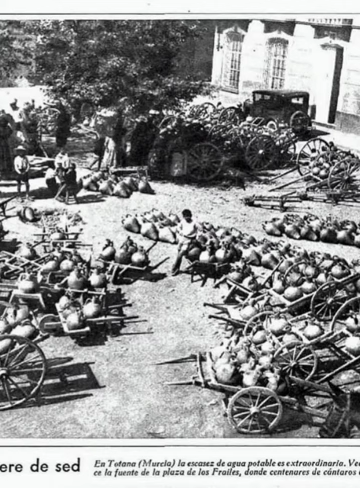 ere de sed
En Totana (Murcia) la escasez de agua potable es extraordinaria. Vea
ce la fuente de la plaza de los Frailes, donde centenares de cántaros